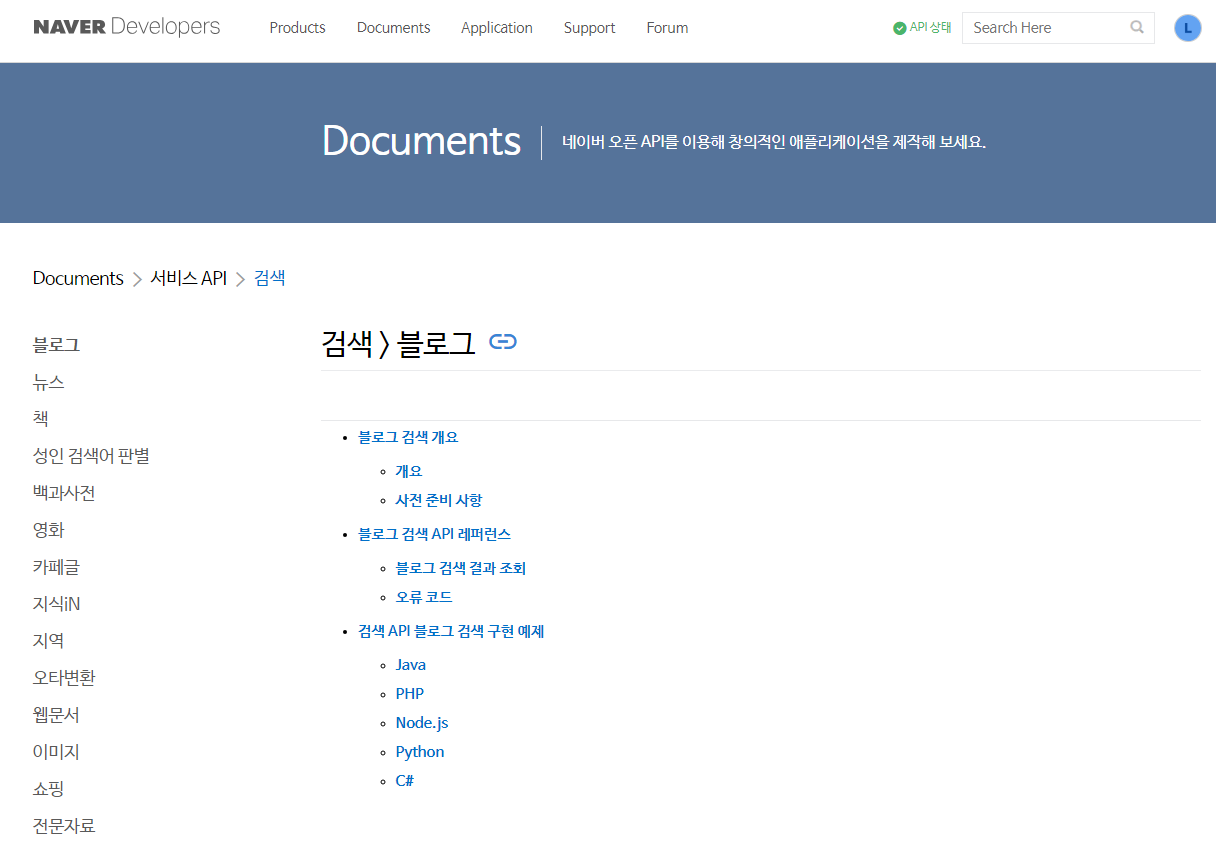 NAVER Developers Products Documents Application Support Forum API 상태 Search Here L
Documents 네이버 오픈 API를 이용해 창의적인 애플리케이션을 제작해 보세요.
Documents > 서비스 API > 검색
블로그
뉴스
책
성인 검색어 판별
백과사전
영화
카페글
지식iN
지역
오타변환
웹문서
이미지
쇼핑
전문자료
검색 > 블로그
블로그 검색 개요
개요
사전 준비 사항
블로그 검색 API 레퍼런스
블로그 검색 결과 조회
오류 코드
검색 API 블로그 검색 구현 예제
Java
PHP
Node.js
Python
C#